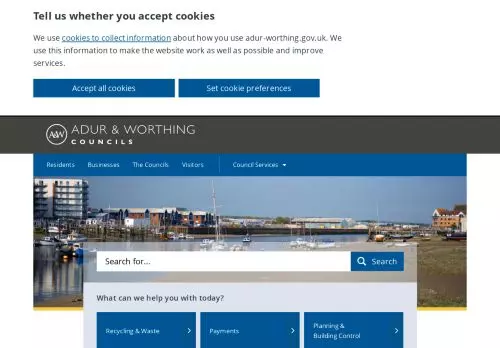 Tell us whether you accept cookies
We use cookies to collect information about how you use adur-worthing.gov.uk. We
use this information to make the website work as well as possible and improve
services.
Accept all cookies
Set cookie preferences
A&W ADUR & WORTHING
COUNCILS
Residents
Businesses
The Councils
Visitors
Council Services
Search for...
Search
What can we help you with today?
Recycling & Waste
Payments
Planning &
Building Control